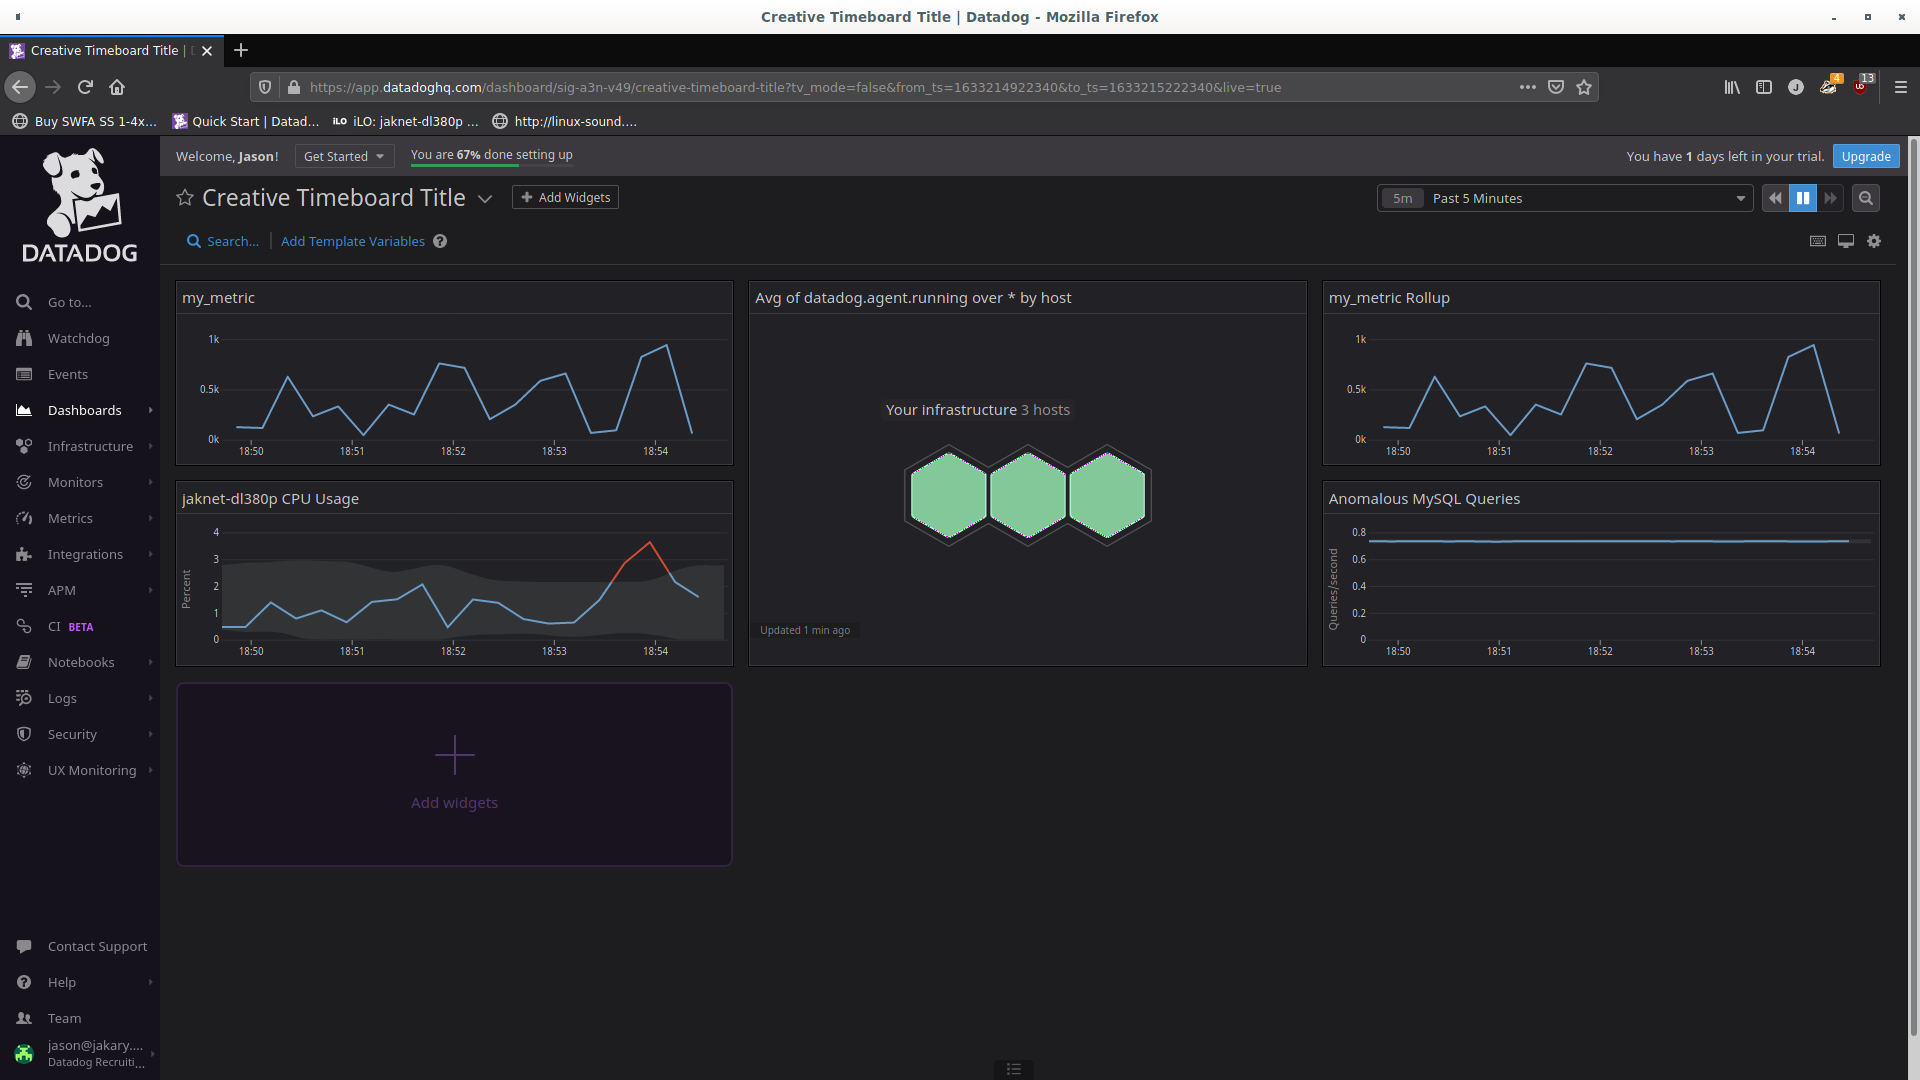 Creative Timeboard Title | Datadog - Mozilla Firefox
Creative Timeboard Title |
https://app.datadoghq.com/dashboard/sig-a3n-v49/creative-timeboard-title?tv_mode=false&from_ts=1633214922340&to_ts=1633215222340&live=true
J
4
13
Buy SWFA SS 1-4x...
Quick Start | Datad...
iLO
iLO: jaknet-dl380p ...
http://linux-sound....
Welcome, Jason!
Get Started
You are 67% done setting up
You have 1 days left in your trial.
Upgrade
DATADOG
Creative Timeboard Title
+ Add Widgets
5m
Past 5 Minutes
Search...
Add Template Variables
?
Go to...
Watchdog
Events
Dashboards
Infrastructure
Monitors
Metrics
Integrations
APM
CI BETA
Notebooks
Logs
Security
UX Monitoring
Contact Support
Help
Team
jason@jakary....
Datadog Recruiti...
my_metric
1k
0.5k
0k
18:50 18:51 18:52 18:53 18:54
Avg of datadog.agent.running over * by host
Your infrastructure 3 hosts
Updated 1 min ago
my_metric Rollup
1k
0.5k
0k
18:50 18:51 18:52 18:53 18:54
jaknet-dl380p CPU Usage
Percent
4
3
2
1
0
18:50 18:51 18:52 18:53 18:54
Anomalous MySQL Queries
Queries/second
0.8
0.6
0.4
0.2
0
18:50 18:51 18:52 18:53 18:54
Add widgets